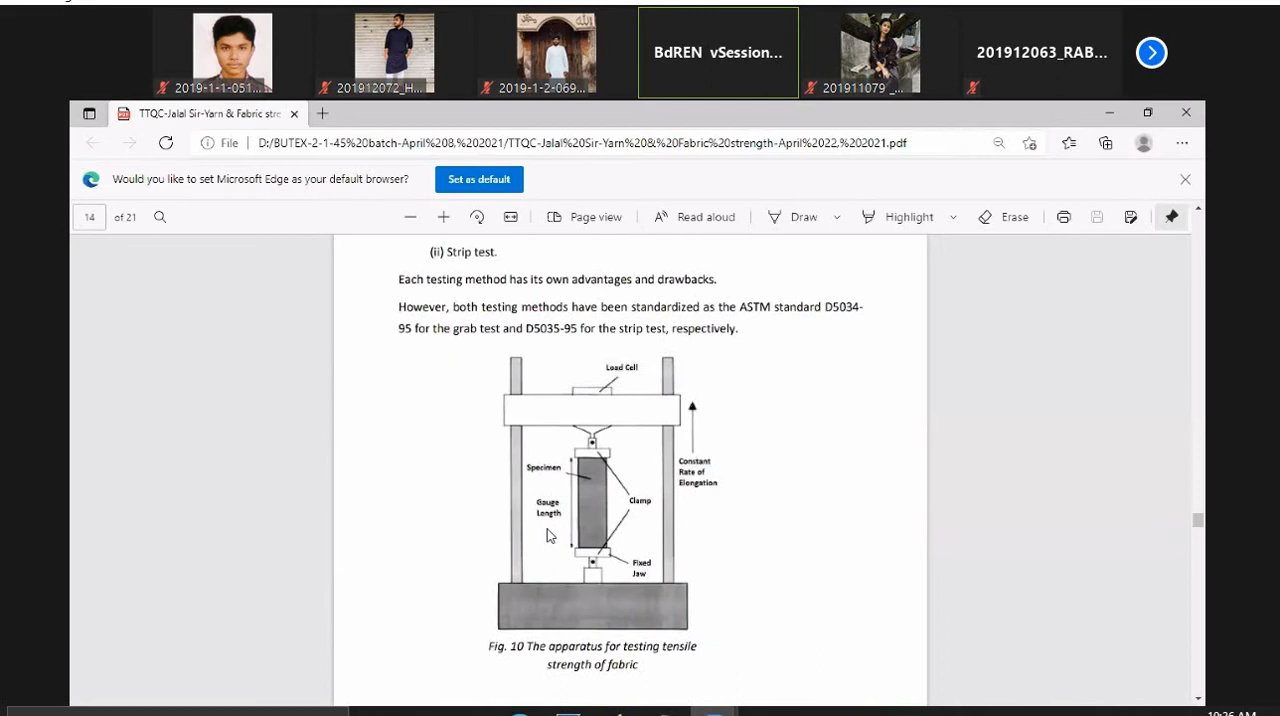 BdREN vSession...
201912063_RAB...
2019-1-1-051...
201912072_H...
2019-1-2-069...
201911079 _...
TTQC-Jalal Sir-Yarn & Fabric stre
File
D:/BUTEX-2-1-45%20batch-April%208,%202021/TTQC-Jalal%20Sir-Yarn%20&%20Fabric%20strength-April%2022,%202021.pdf
Would you like to set Microsoft Edge as your default browser?
Set as default
14
of 21
Page view
Read aloud
Draw
Highlight
Erase
(ii) Strip test.
Each testing method has its own advantages and drawbacks.
However, both testing methods have been standardized as the ASTM standard D5034-
95 for the grab test and D5035-95 for the strip test, respectively.
Load Cell
Constant
Rate of
Elongation
Specimen
Gauge
Length
Clamp
Fixed
Jaw
Fig. 10 The apparatus for testing tensile
strength of fabric